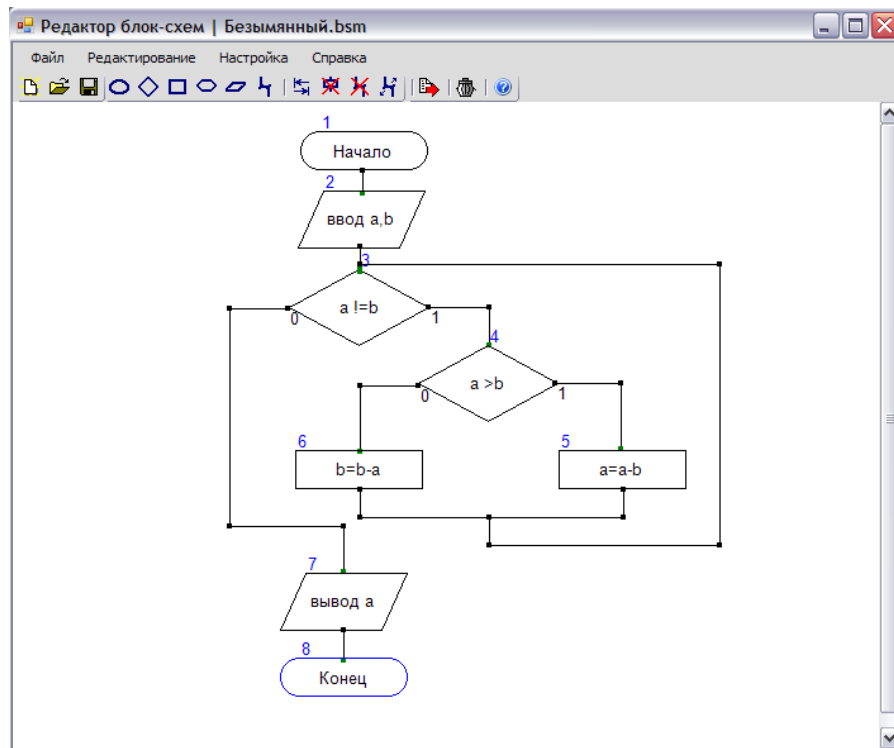 Редактор блок-схем | Безымянный.bsm
Файл Редактирование Настройка Справка
1
Начало
2
ввод a,b
3
a !=b
0
1
4
a >b
0
1
6
b=b-a
5
a=a-b
7
вывод a
8
Конец